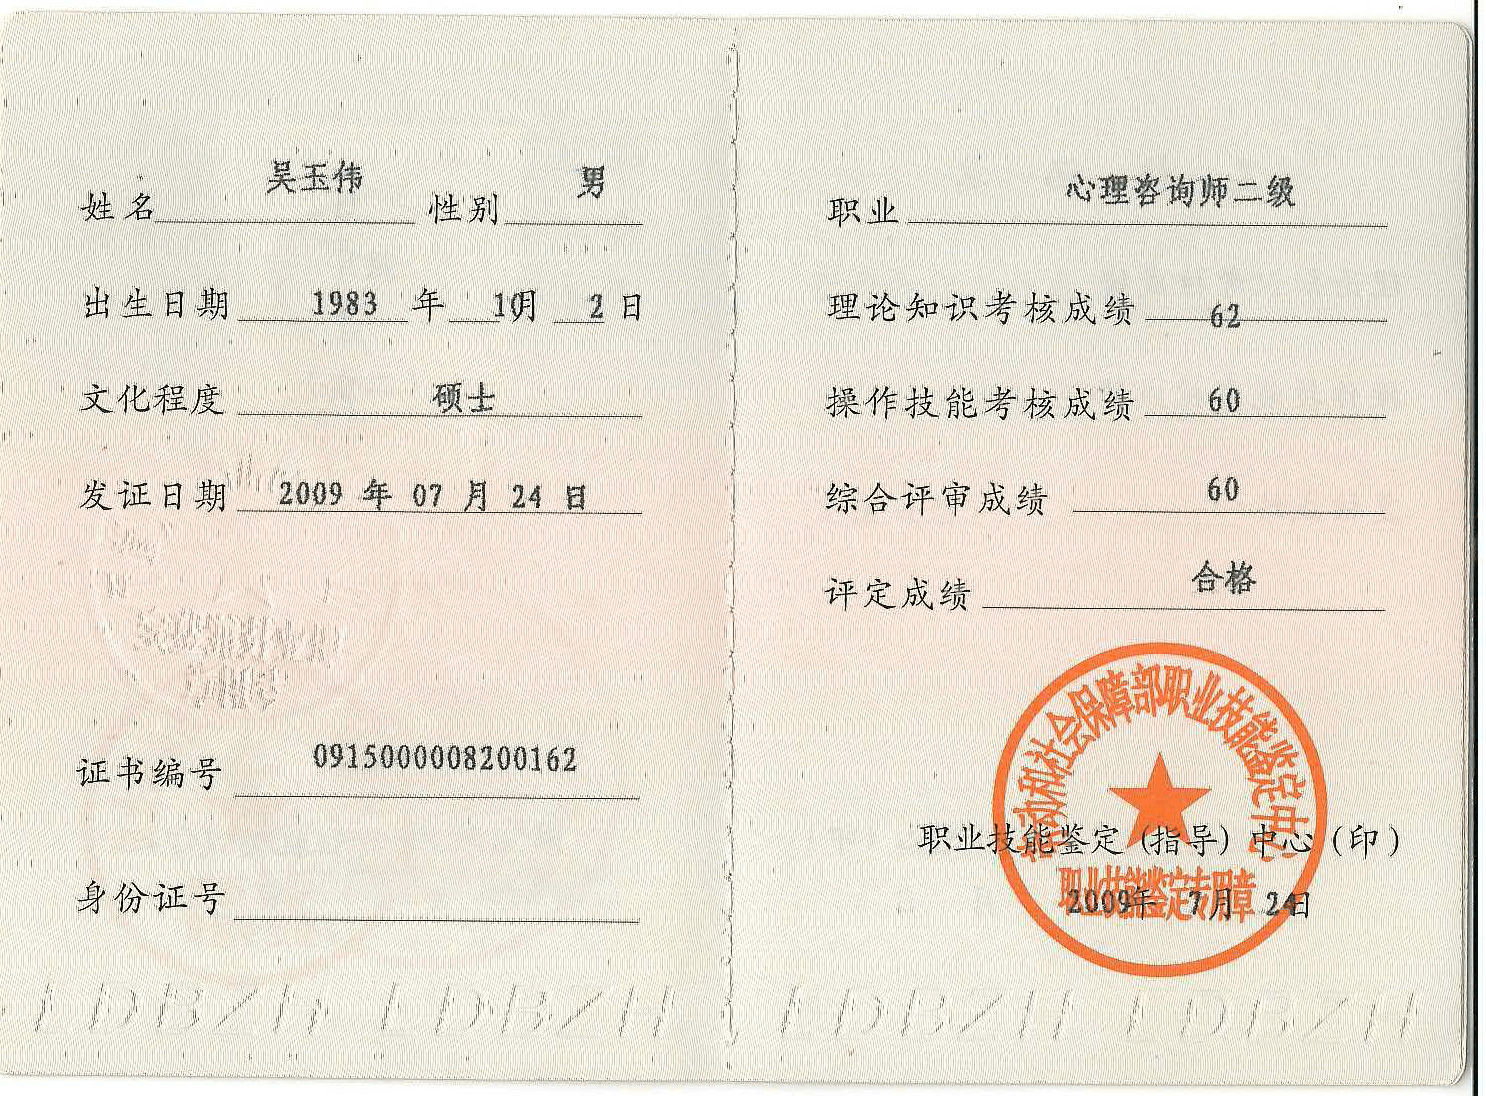 姓名 吴玉伟 性别 男
出生日期 1983 年 10月 2 日
文化程度 硕士
发证日期 2009 年 07 月 24 日
证书编号 0915000008200162
身份证号
职业 心理咨询师二级
理论知识考核成绩 62
操作技能考核成绩 60
综合评审成绩 60
评定成绩 合格
劳动和社会保障部职业技能鉴定中心
职业技能鉴定(指导)中心(印)
职业技能鉴定专用章
2009年 7月 24日